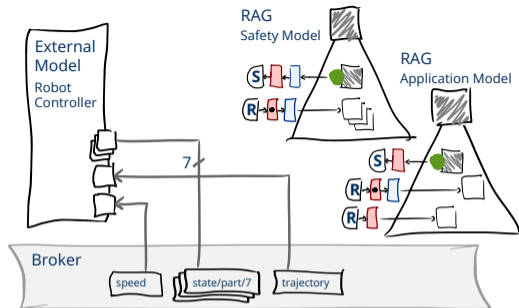 External
Model
Robot
Controller
RAG
Safety Model
S
R
RAG
Application Model
S
R
R
7
Broker
speed
state/part/7
trajectory